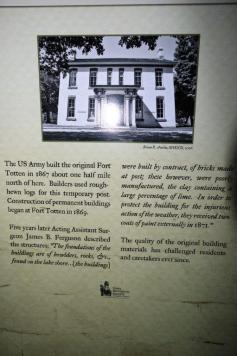 The US Army built the original Fort
Totten in 1867 about one half mile
north of here. Builders used rough-
hewn logs for this temporary post.
Construction of permanent buildings
began at Fort Totten in 1869.
Five years later Acting Assistant Sur-
geon James B. Ferguson described
the structures: "The foundations of the
buildings are of boulders, rocks, &c.,
found on the lake shore...[the buildings]
were built by contract, of bricks made
at post; these however, were poorly
manufactured, the clay containing a
large percentage of lime. In order to
protect the building for the injurious
action of the weather, they received two
coats of paint externally in 1871."
The quality of the original building
materials has challenged residents
and caretakers ever since.